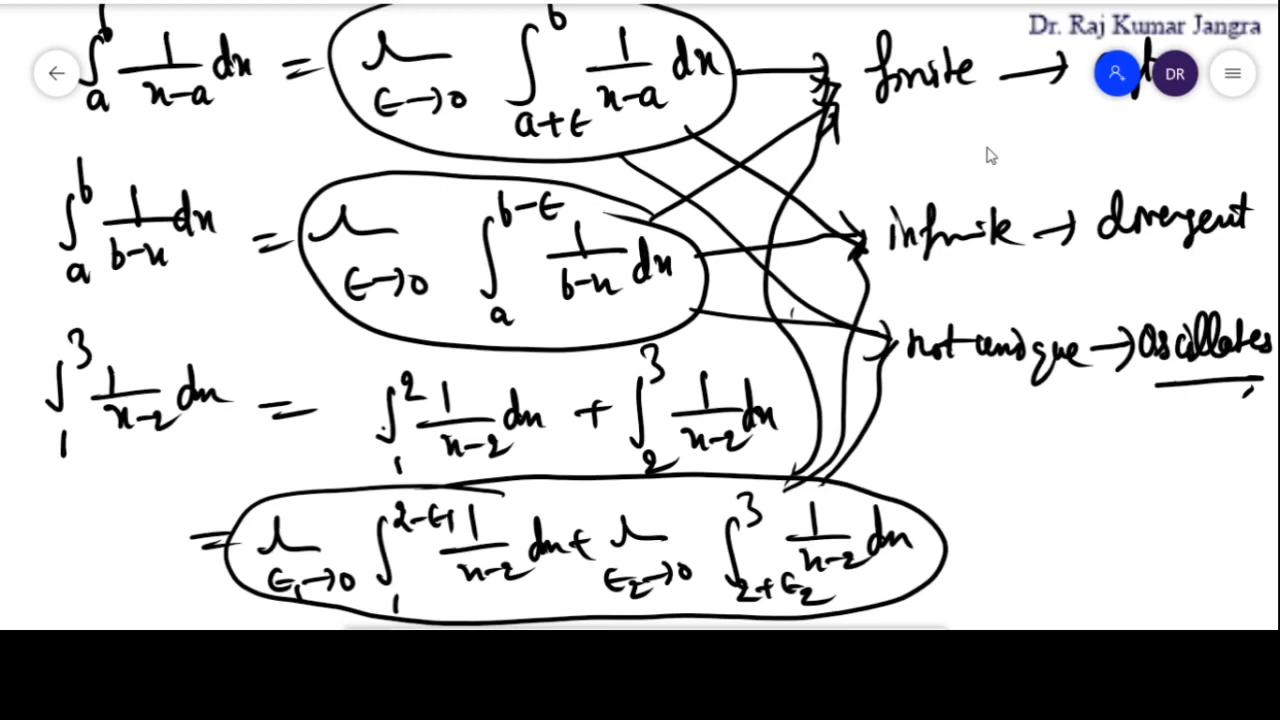 Dr. Raj Kumar Jangra
∫_a^b 1/(x-a) dx = lt_{ε→0} ∫_{a+ε}^b 1/(x-a) dx → finite →
DR
∫_a^b 1/(b-x) dx = lt_{ε→0} ∫_a^{b-ε} 1/(b-x) dx → infinite → divergent
not unique → oscillates
∫_1^3 1/(x-2) dx = ∫_1^2 1/(x-2) dx + ∫_2^3 1/(x-2) dx
= lt_{ε₁→0} ∫_1^{2-ε₁} 1/(x-2) dx + lt_{ε₂→0} ∫_{2+ε₂}^3 1/(x-2) dx